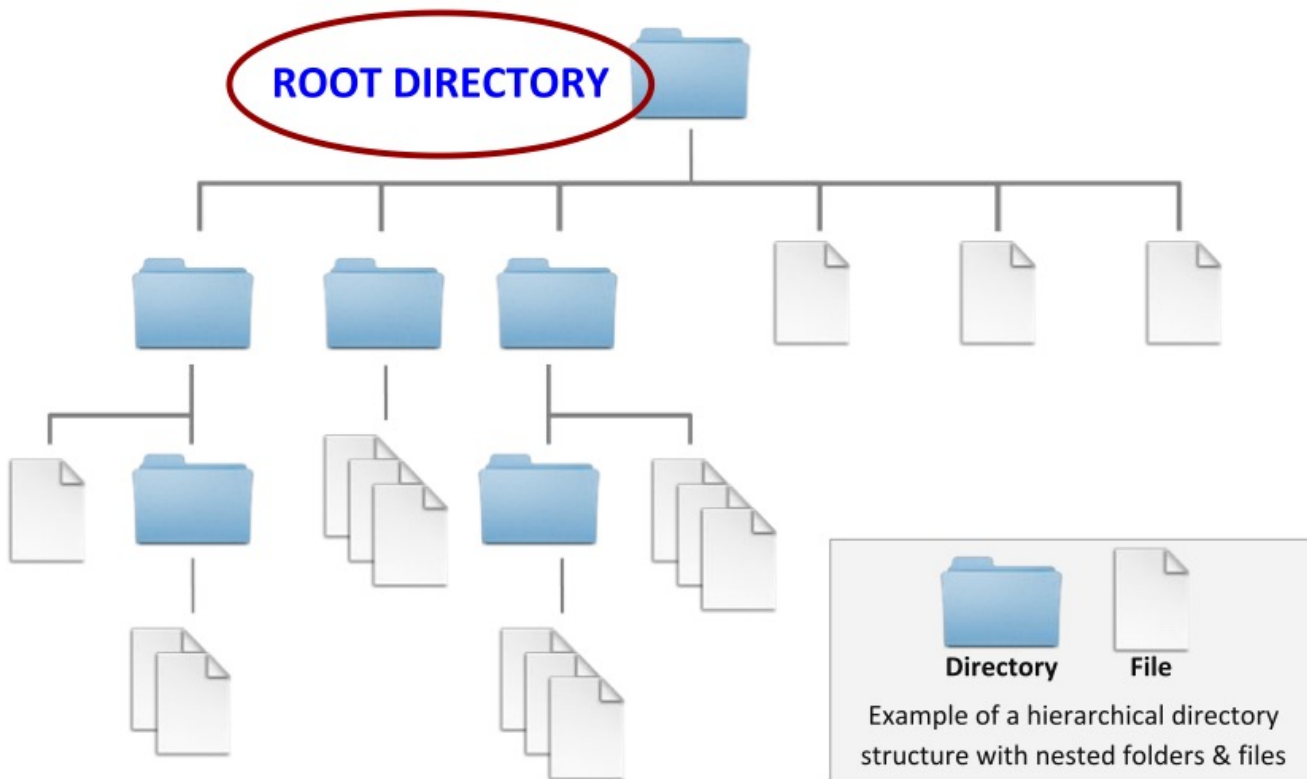 ROOT DIRECTORY
Directory
File
Example of a hierarchical directory
structure with nested folders & files